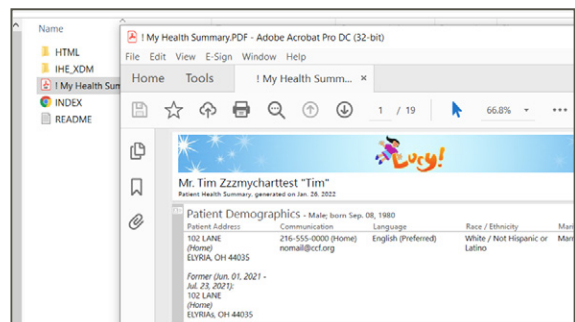 Name
HTML
IHE_XDM
! My Health Sum
INDEX
README
! My Health Summary.PDF - Adobe Acrobat Pro DC (32-bit)
File Edit View E-Sign Window Help
Home Tools ! My Health Summ... ×
1 / 19 66.8%
Lucy!
Mr. Tim Zzzmycharttest "Tim"
Patient Health Summary, generated on Jan. 26, 2022
Patient Demographics - Male; born Sep. 08, 1980
Patient Address Communication Language Race / Ethnicity Mar
102 LANE 216-555-0000 (Home) English (Preferred) White / Not Hispanic or Marr
(Home) nomail@ccf.org Latino
ELYRIA, OH 44035
Former (Jun. 01, 2021 -
Jul. 23, 2021):
102 LANE
(Home)
ELYRIAs, OH 44035